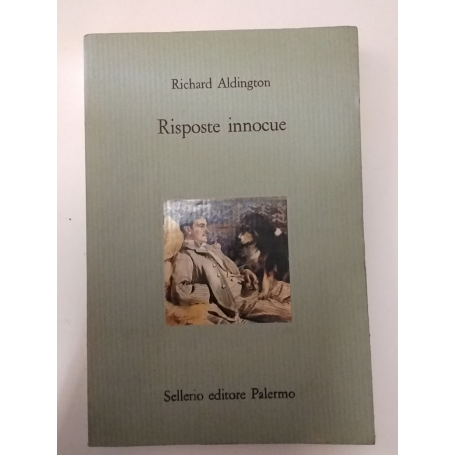 Richard Aldington
Risposte innocue
Sellerio editore Palermo